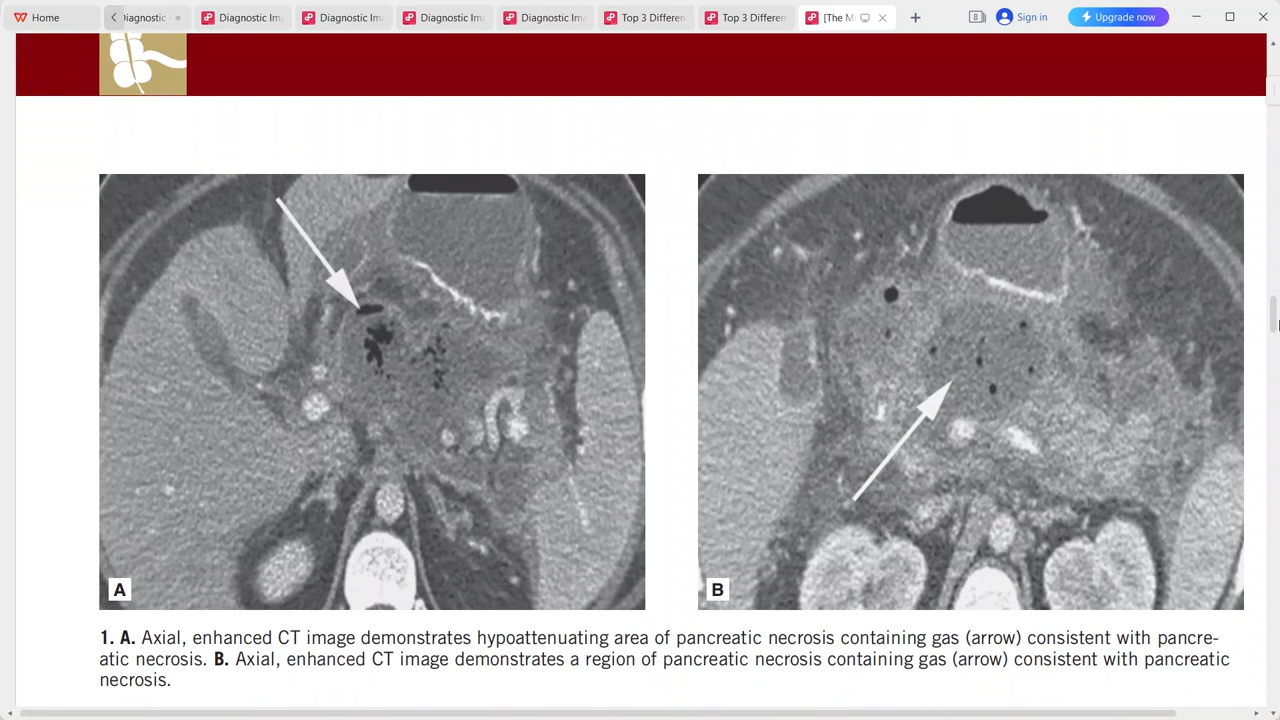 Home
Diagnostic
Diagnostic Im
Diagnostic Im
Diagnostic Im
Diagnostic Im
Top 3 Differen
Top 3 Differen
[The M
8
Sign in
Upgrade now
A
B
1. A. Axial, enhanced CT image demonstrates hypoattenuating area of pancreatic necrosis containing gas (arrow) consistent with pancre-
atic necrosis. B. Axial, enhanced CT image demonstrates a region of pancreatic necrosis containing gas (arrow) consistent with pancreatic
necrosis.